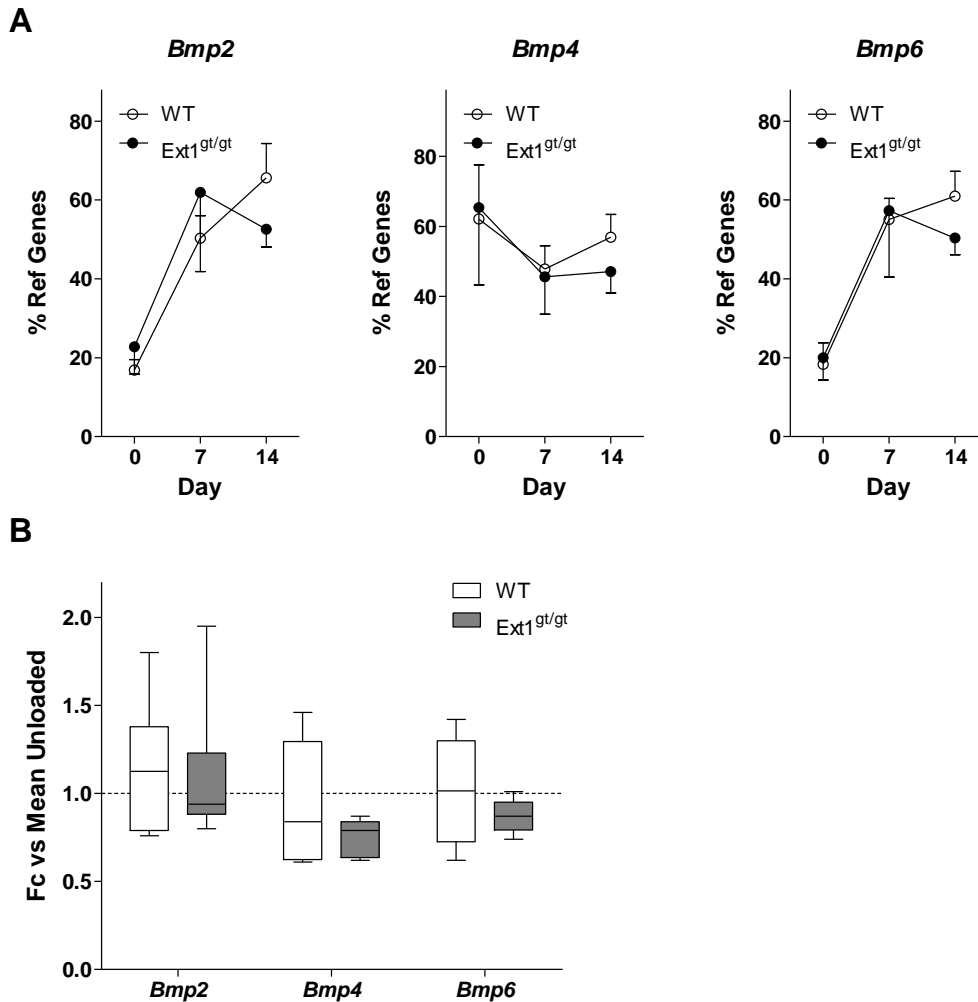 A
Bmp2
WT
Ext1gt/gt
% Ref Genes
80
60
40
20
0
0 7 14
Day
Bmp4
WT
Ext1gt/gt
% Ref Genes
80
60
40
20
0
0 7 14
Day
Bmp6
WT
Ext1gt/gt
% Ref Genes
80
60
40
20
0
0 7 14
Day
B
WT
Ext1gt/gt
Fc vs Mean Unloaded
2.0
1.5
1.0
0.5
0.0
Bmp2 Bmp4 Bmp6